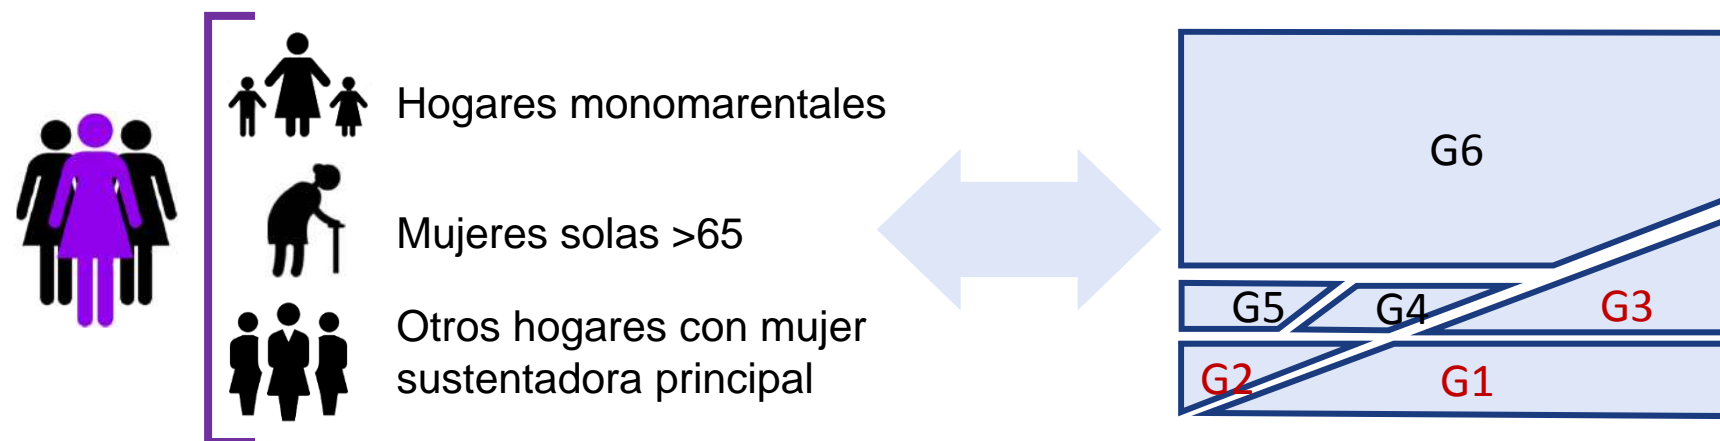 Hogares monomarentales
Mujeres solas >65
Otros hogares con mujer
sustentadora principal
G6
G5
G4
G3
G2
G1